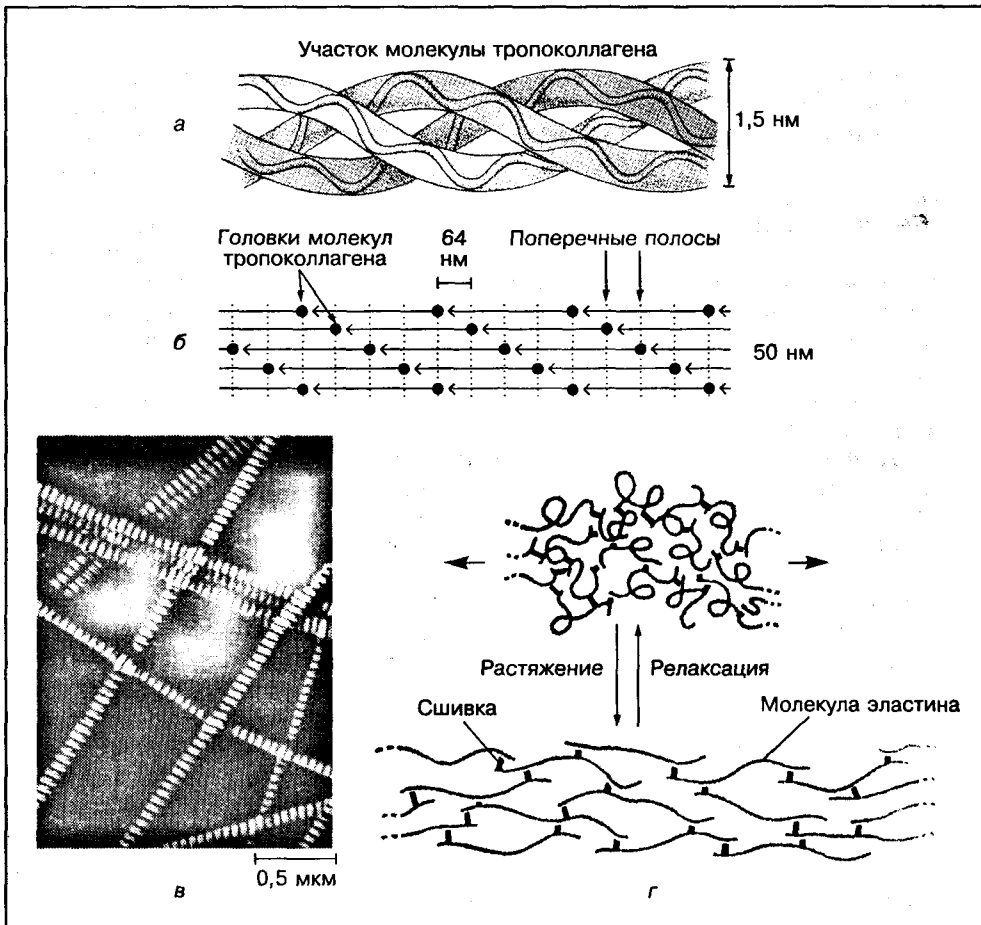 Участок молекулы тропоколлагена
а
1,5 нм
Головки молекул
тропоколлагена
64
нм
Поперечные полосы
б
50 нм
Растяжение
Релаксация
Сшивка
Молекула эластина
0,5 мкм
в
г